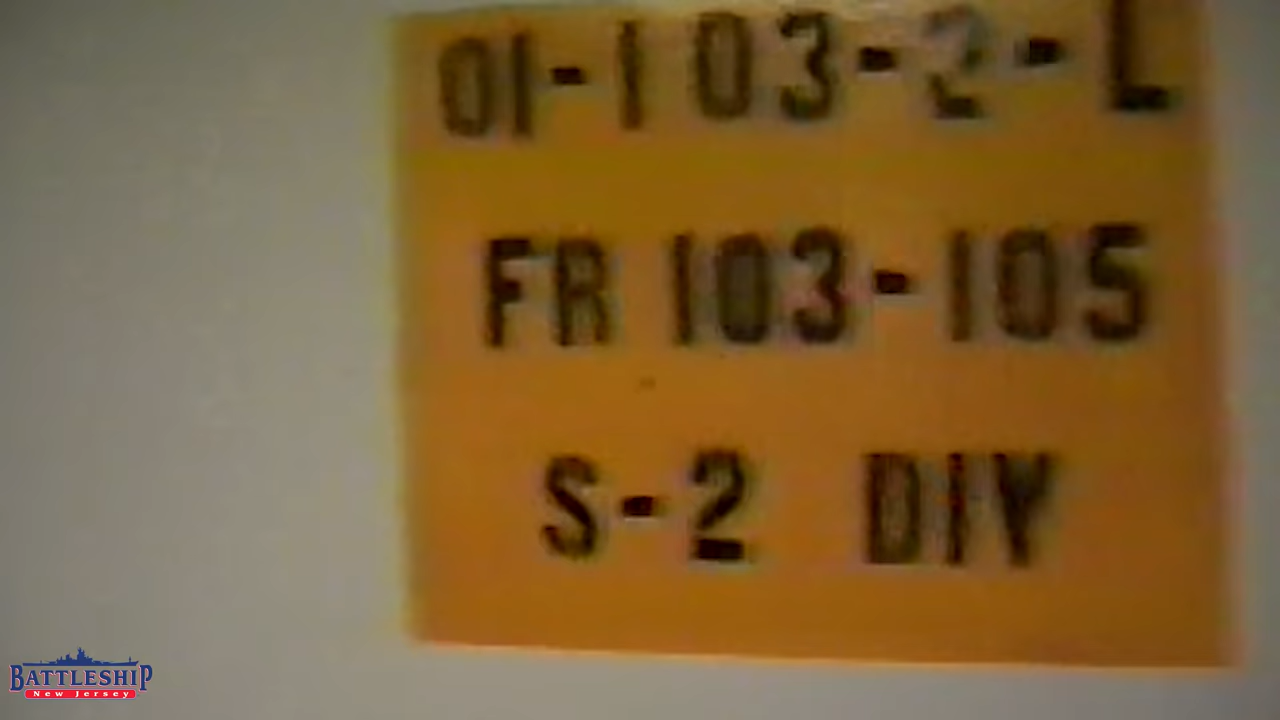 01-103-2-L
FR 103-105
S-2 DIV
BATTLESHIP
New Jersey